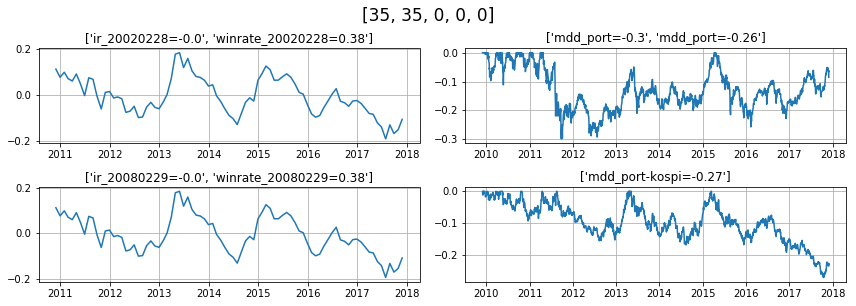 [35, 35, 0, 0, 0]
['ir_20020228=-0.0', 'winrate_20020228=0.38']
0.2
0.0
−0.2
2011 2012 2013 2014 2015 2016 2017 2018
['mdd_port=-0.3', 'mdd_port=-0.26']
0.0
−0.1
−0.2
−0.3
2010 2011 2012 2013 2014 2015 2016 2017 2018
['ir_20080229=-0.0', 'winrate_20080229=0.38']
0.2
0.0
−0.2
2011 2012 2013 2014 2015 2016 2017 2018
['mdd_port-kospi=-0.27']
0.0
−0.1
−0.2
2010 2011 2012 2013 2014 2015 2016 2017 2018